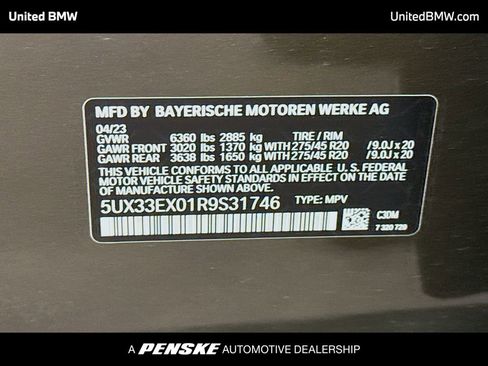 United BMW
UnitedBMW.com
MFD BY BAYERISCHE MOTOREN WERKE AG
04/23
GVWR 6360 lbs 2885 kg TIRE / RIM
GAWR FRONT 3020 lbs 1370 kg WITH 275/45 R20 /9.0J x 20
GAWR REAR 3638 lbs 1650 kg WITH 275/45 R20 /9.0J x 20
THIS VEHICLE CONFORMS TO ALL APPLICABLE U.S. FEDERAL
MOTOR VEHICLE SAFETY STANDARDS IN EFFECT ON THE DATE
OF MANUFACTURE SHOWN ABOVE.
5UX33EX01R9S31746 TYPE: MPV
C30M
7 320 720
A PENSKE AUTOMOTIVE DEALERSHIP